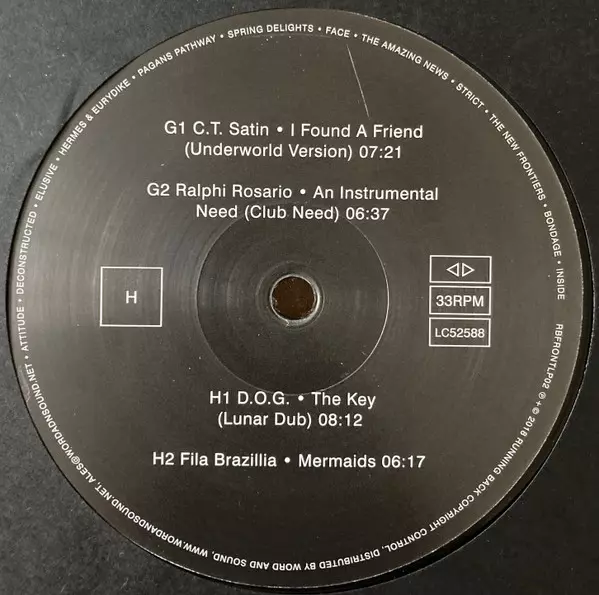 G1 C.T. Satin • I Found A Friend
(Underworld Version) 07:21
G2 Ralphi Rosario • An Instrumental
Need (Club Need) 06:37
H
33RPM
LC52588
H1 D.O.G. • The Key
(Lunar Dub) 08:12
H2 Fila Brazillia • Mermaids 06:17
• ATTITUDE • DECONSTRUCTED • ELUSIVE • HERMES & EURYDIKE • PAGANS PATHWAY • SPRING DELIGHTS • FACE • THE AMAZING NEWS • STRICT • THE NEW FRONTIERS • BONDAGE • INSIDE
RBFRONTLP02 ℗+© 2018 RUNNING BACK COPYRIGHT CONTROL, DISTRIBUTED BY WORD AND SOUND, WWW.WORDANDSOUND.NET, ALES@WORDANDSOUND.NET